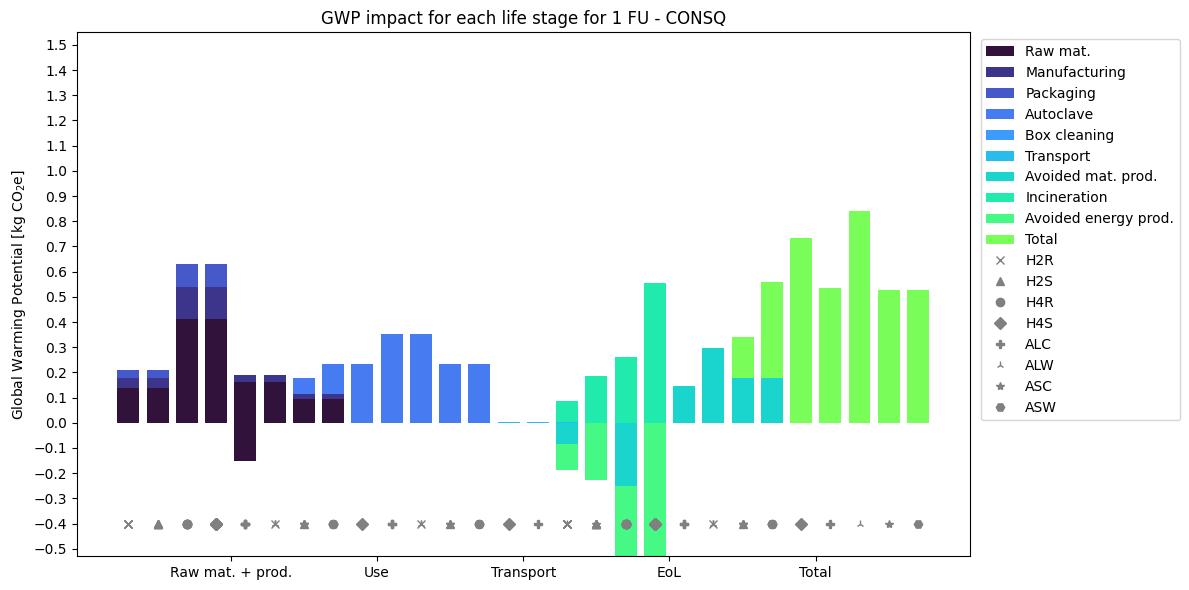 GWP impact for each life stage for 1 FU - CONSQ
Global Warming Potential [kg CO₂e]
1.5
1.4
1.3
1.2
1.1
1.0
0.9
0.8
0.7
0.6
0.5
0.4
0.3
0.2
0.1
0.0
−0.1
−0.2
−0.3
−0.4
−0.5
Raw mat. + prod.
Use
Transport
EoL
Total
Raw mat.
Manufacturing
Packaging
Autoclave
Box cleaning
Transport
Avoided mat. prod.
Incineration
Avoided energy prod.
Total
H2R
H2S
H4R
H4S
ALC
ALW
ASC
ASW